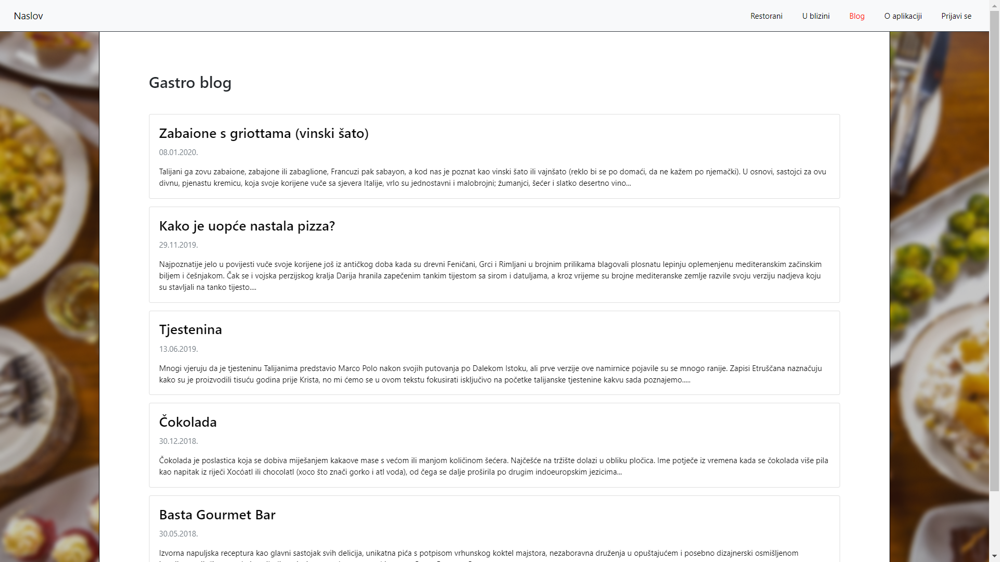 Naslov
Restorani
U blizini
Blog
O aplikaciji
Prijavi se
Gastro blog
Zabaione s griottama (vinski šato)
08.01.2020.
Talijani ga zovu zabaione, zabajone ili zabaglione, Francuzi pak sabayon, a kod nas je poznat kao vinski šato ili vajnšato (reklo bi se po domaći, da ne kažem po njemački). U osnovi, sastojci za ovu
divnu, pjenastu kremicu, koja svoje korijene vuče sa sjevera Italije, vrlo su jednostavni i malobrojni; žumanjci, šećer i slatko desertno vino...
Kako je uopće nastala pizza?
29.11.2019.
Najpoznatije jelo u povijesti vuče svoje korijene još iz antičkog doba kada su drevni Feničani, Grci i Rimljani u brojnim prilikama blagovali plosnatu lepinju oplemenjenu mediteranskim začinskim
biljem i češnjakom. Čak se i vojska perzijskog kralja Darija hranila zapečenim tankim tijestom sa sirom i datuljama, a kroz vrijeme su brojne mediteranske zemlje razvile svoju verziju nadjeva koju
su stavljali na tanko tijesto....
Tjestenina
13.06.2019.
Mnogi vjeruju da je tjesteninu Talijanima predstavio Marco Polo nakon svojih putovanja po Dalekom Istoku, ali prve verzije ove namirnice pojavile su se mnogo ranije. Zapisi Etruščana naznačuju
kako su je proizvodili tisuću godina prije Krista, no mi ćemo se u ovom tekstu fokusirati isključivo na početke talijanske tjestenine kakvu sada poznajemo.....
Čokolada
30.12.2018.
Čokolada je poslastica koja se dobiva miješanjem kakaove mase s većom ili manjom količinom šećera. Najčešće na tržište dolazi u obliku pločica. Ime potječe iz vremena kada se čokolada više pila
kao napitak iz riječi Xocóatl ili chocolatl (xoco što znači gorko i atl voda), od čega se dalje proširila po drugim indoeuropskim jezicima...
Basta Gourmet Bar
30.05.2018.
Izvorna napuljska receptura kao glavni sastojak svih delicija, unikatna pića s potpisom vrhunskog koktel majstora, nezaboravna druženja u opuštajućem i posebno dizajnerski osmišljenom